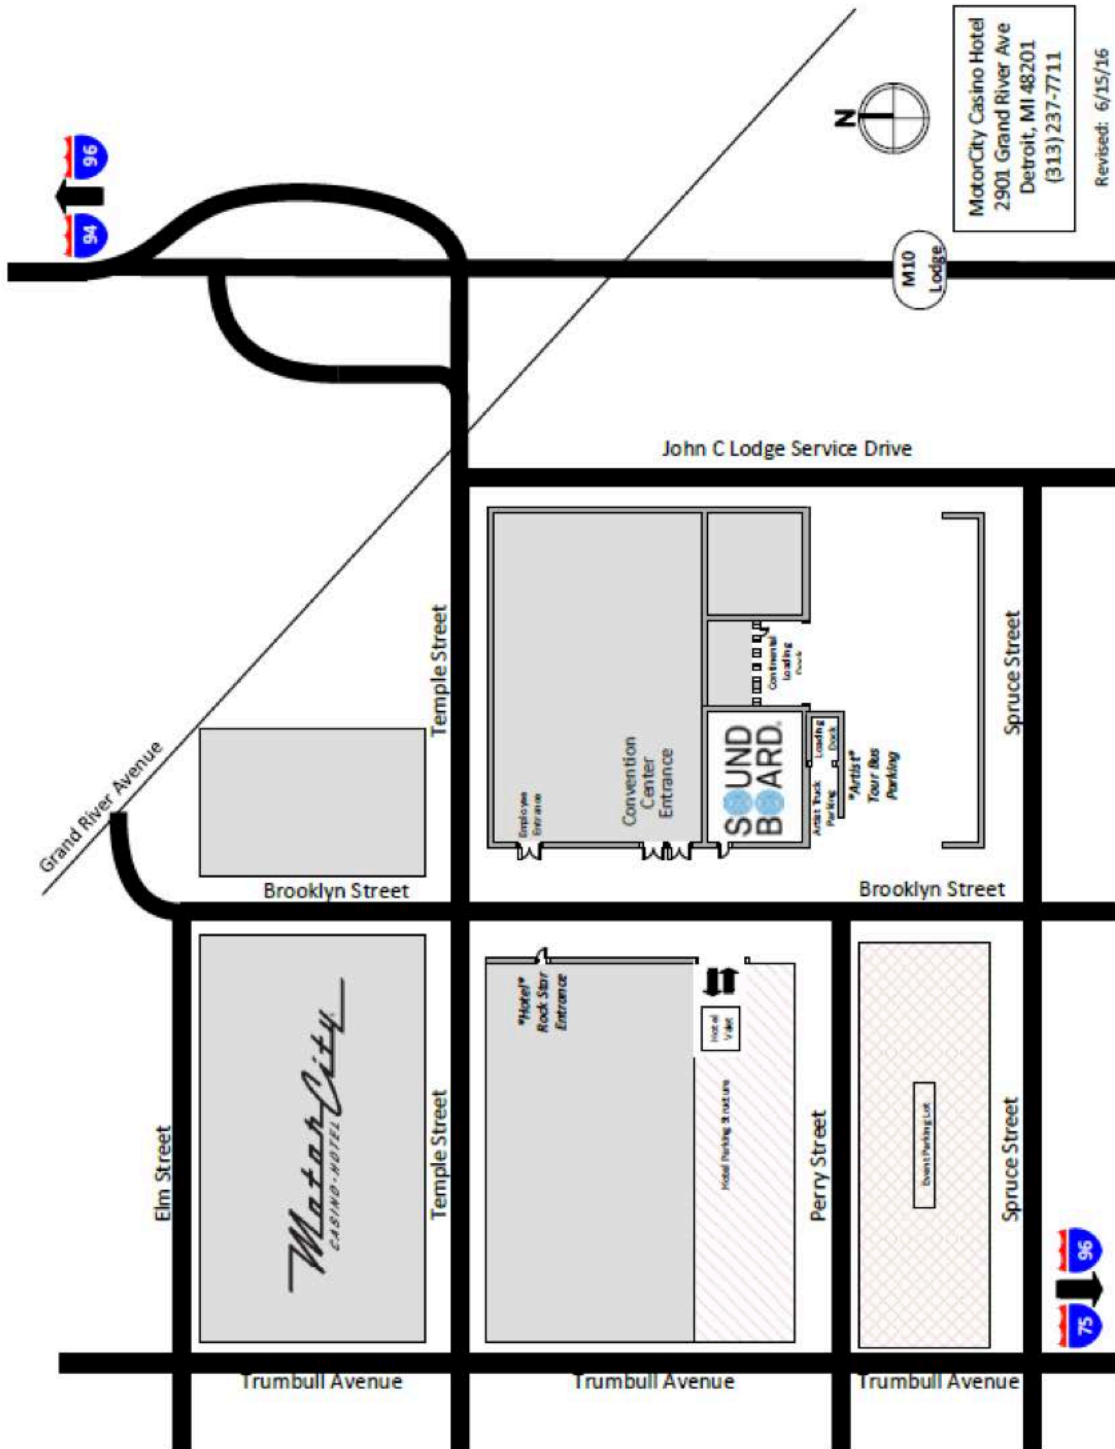 94
96
N
MotorCity Casino Hotel
2901 Grand River Ave
Detroit, MI 48201
(313) 237-7711
Revised: 6/15/16
M10
Lodge
John C Lodge Service Drive
Grand River Avenue
Temple Street
Spruce Street
Employee
Entrance
Convention
Center
Entrance
SOUND
BOARD.
Continental
Loading
Dock
Loading
Dock
Artist Truck
Parking
*Artist*
Tour Bus
Parking
Brooklyn Street
Brooklyn Street
MotorCity
CASINO·HOTEL
*Hotel*
Rock Star
Entrance
Hotel
Valet
Hotel Parking Structure
Event Parking Lot
Elm Street
Temple Street
Perry Street
Spruce Street
75
96
Trumbull Avenue
Trumbull Avenue
Trumbull Avenue